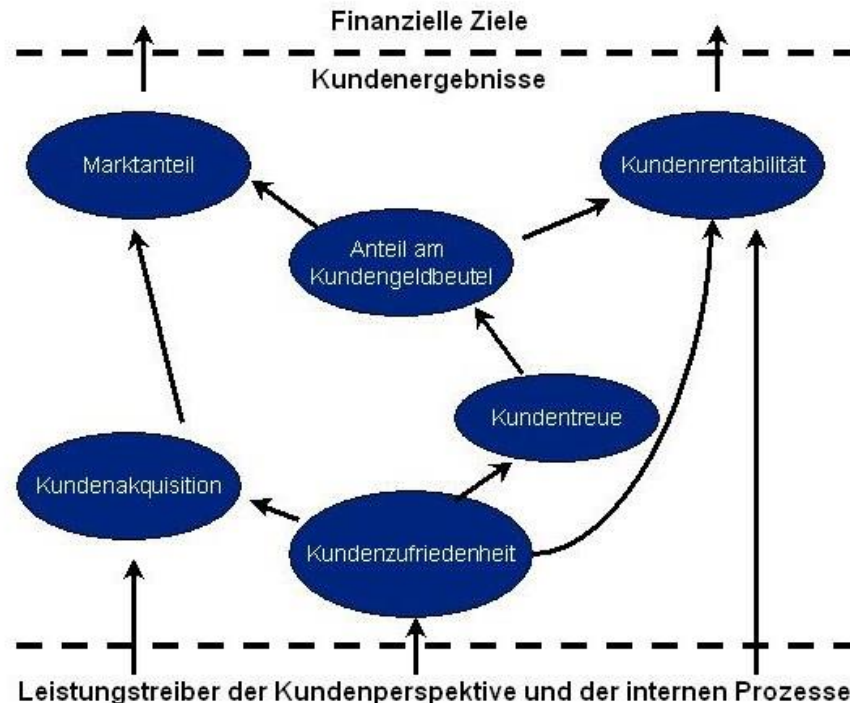 Finanzielle Ziele
Kundenergebnisse
Marktanteil
Kundenrentabilität
Anteil am
Kundengeldbeutel
Kundentreue
Kundenakquisition
Kundenzufriedenheit
Leistungstreiber der Kundenperspektive und der internen Prozesse